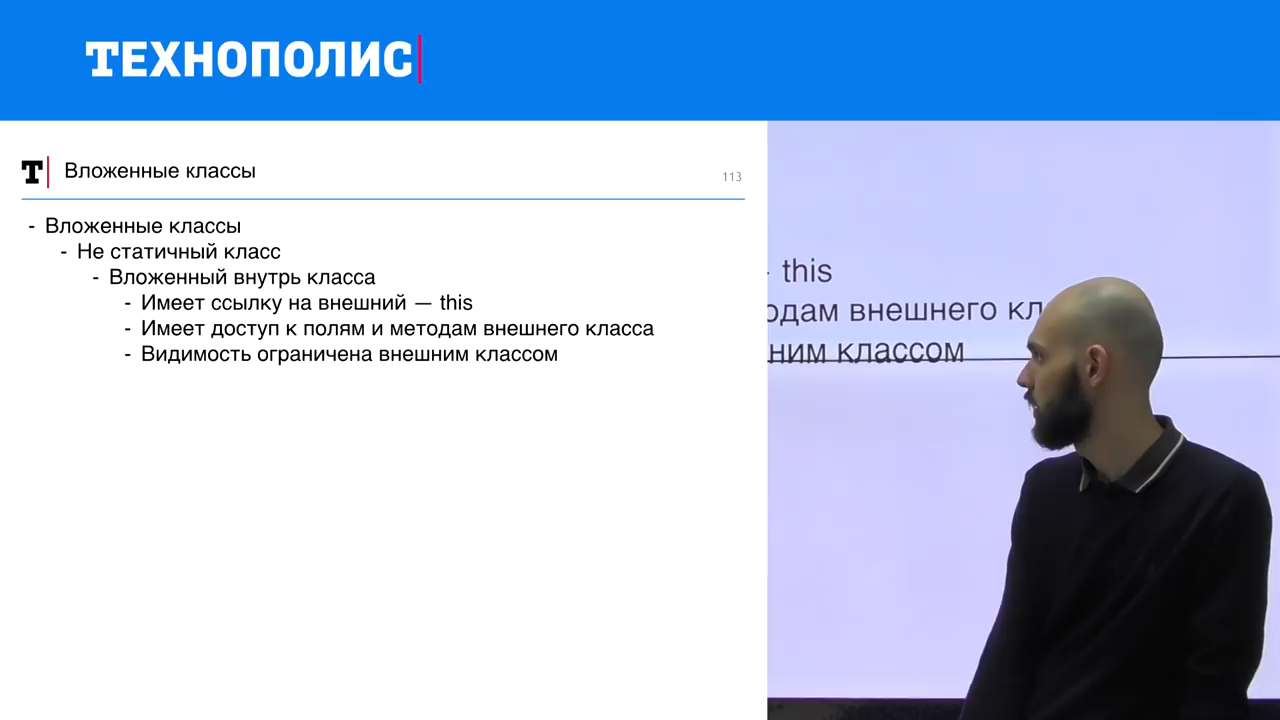 ТЕХНОПОЛИС
Т Вложенные классы
113
- Вложенные классы
- Не статичный класс
- Вложенный внутрь класса
- Имеет ссылку на внешний — this
- Имеет доступ к полям и методам внешнего класса
- Видимость ограничена внешним классом
- this
одам внешнего кл
ним классом